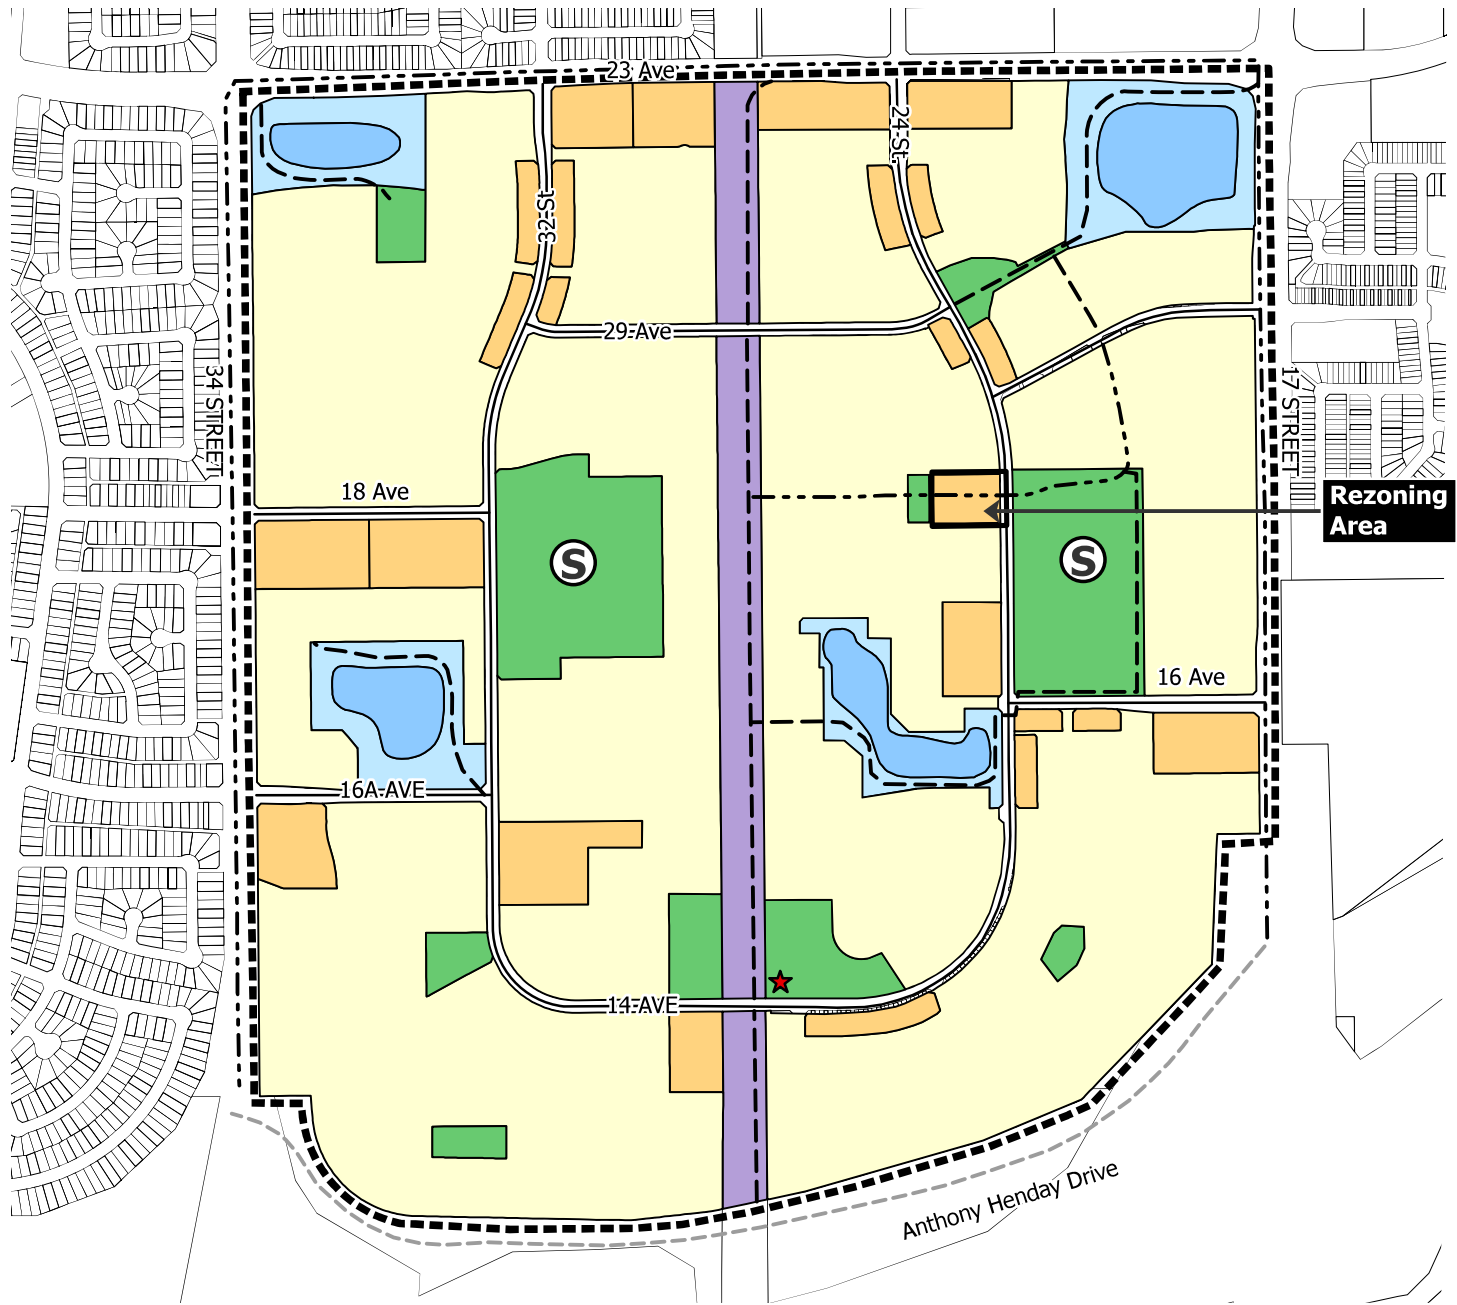 23 Ave
24 St.
32 St
29 Ave
34 STREET
17 STREET
18 Ave
Rezoning
Area
S
S
16 Ave
16A AVE
14 AVE
Anthony Henday Drive